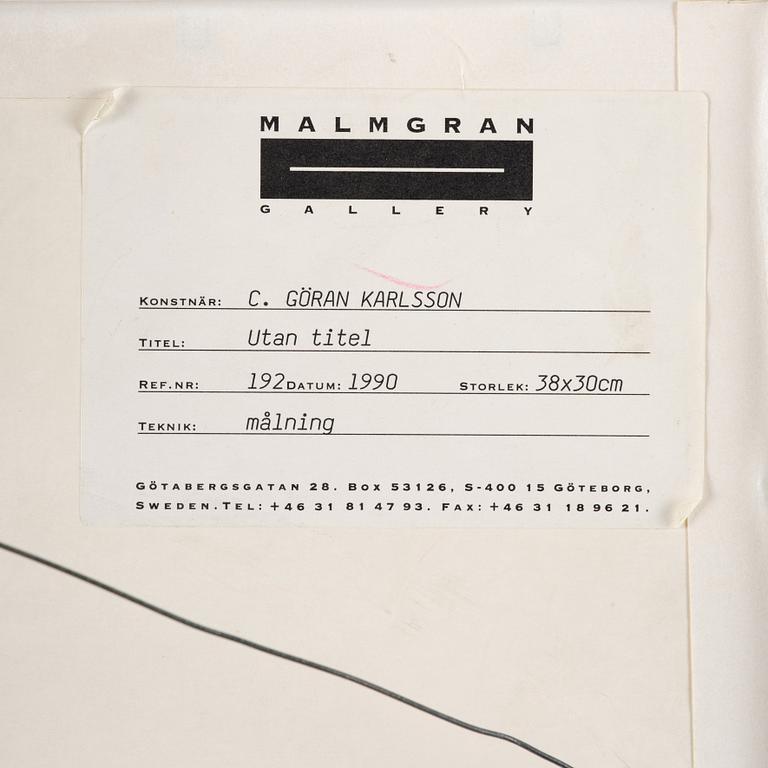 MALMGRAN
GALLERY
KONSTNÄR: C. GÖRAN KARLSSON
TITEL: Utan titel
REF.NR: 192 DATUM: 1990 STORLEK: 38x30cm
TEKNIK: målning
GÖTABERGSGATAN 28. BOX 53126, S-400 15 GÖTEBORG,
SWEDEN. TEL: +46 31 81 47 93. FAX: +46 31 18 96 21.